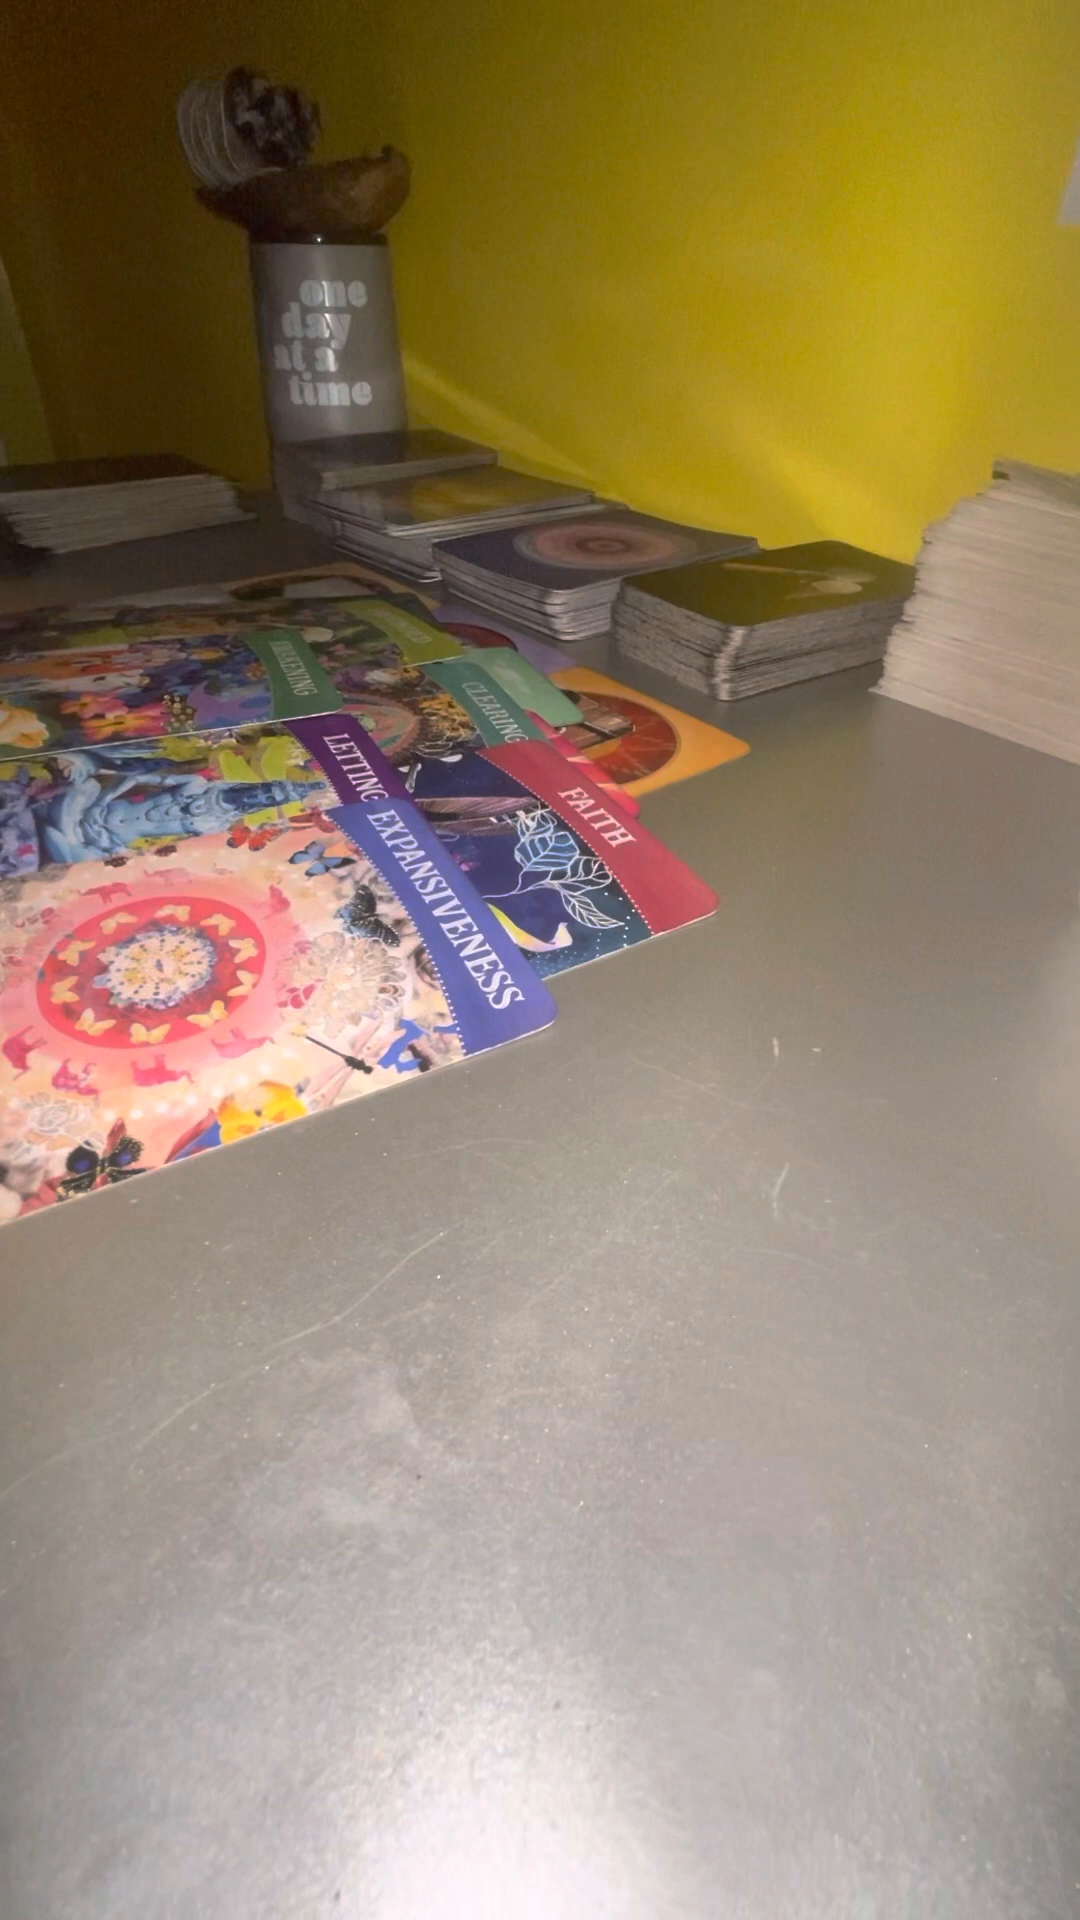 one
day
at a
time
AWAKENING
CLEARING
LETTING
FAITH
EXPANSIVENESS